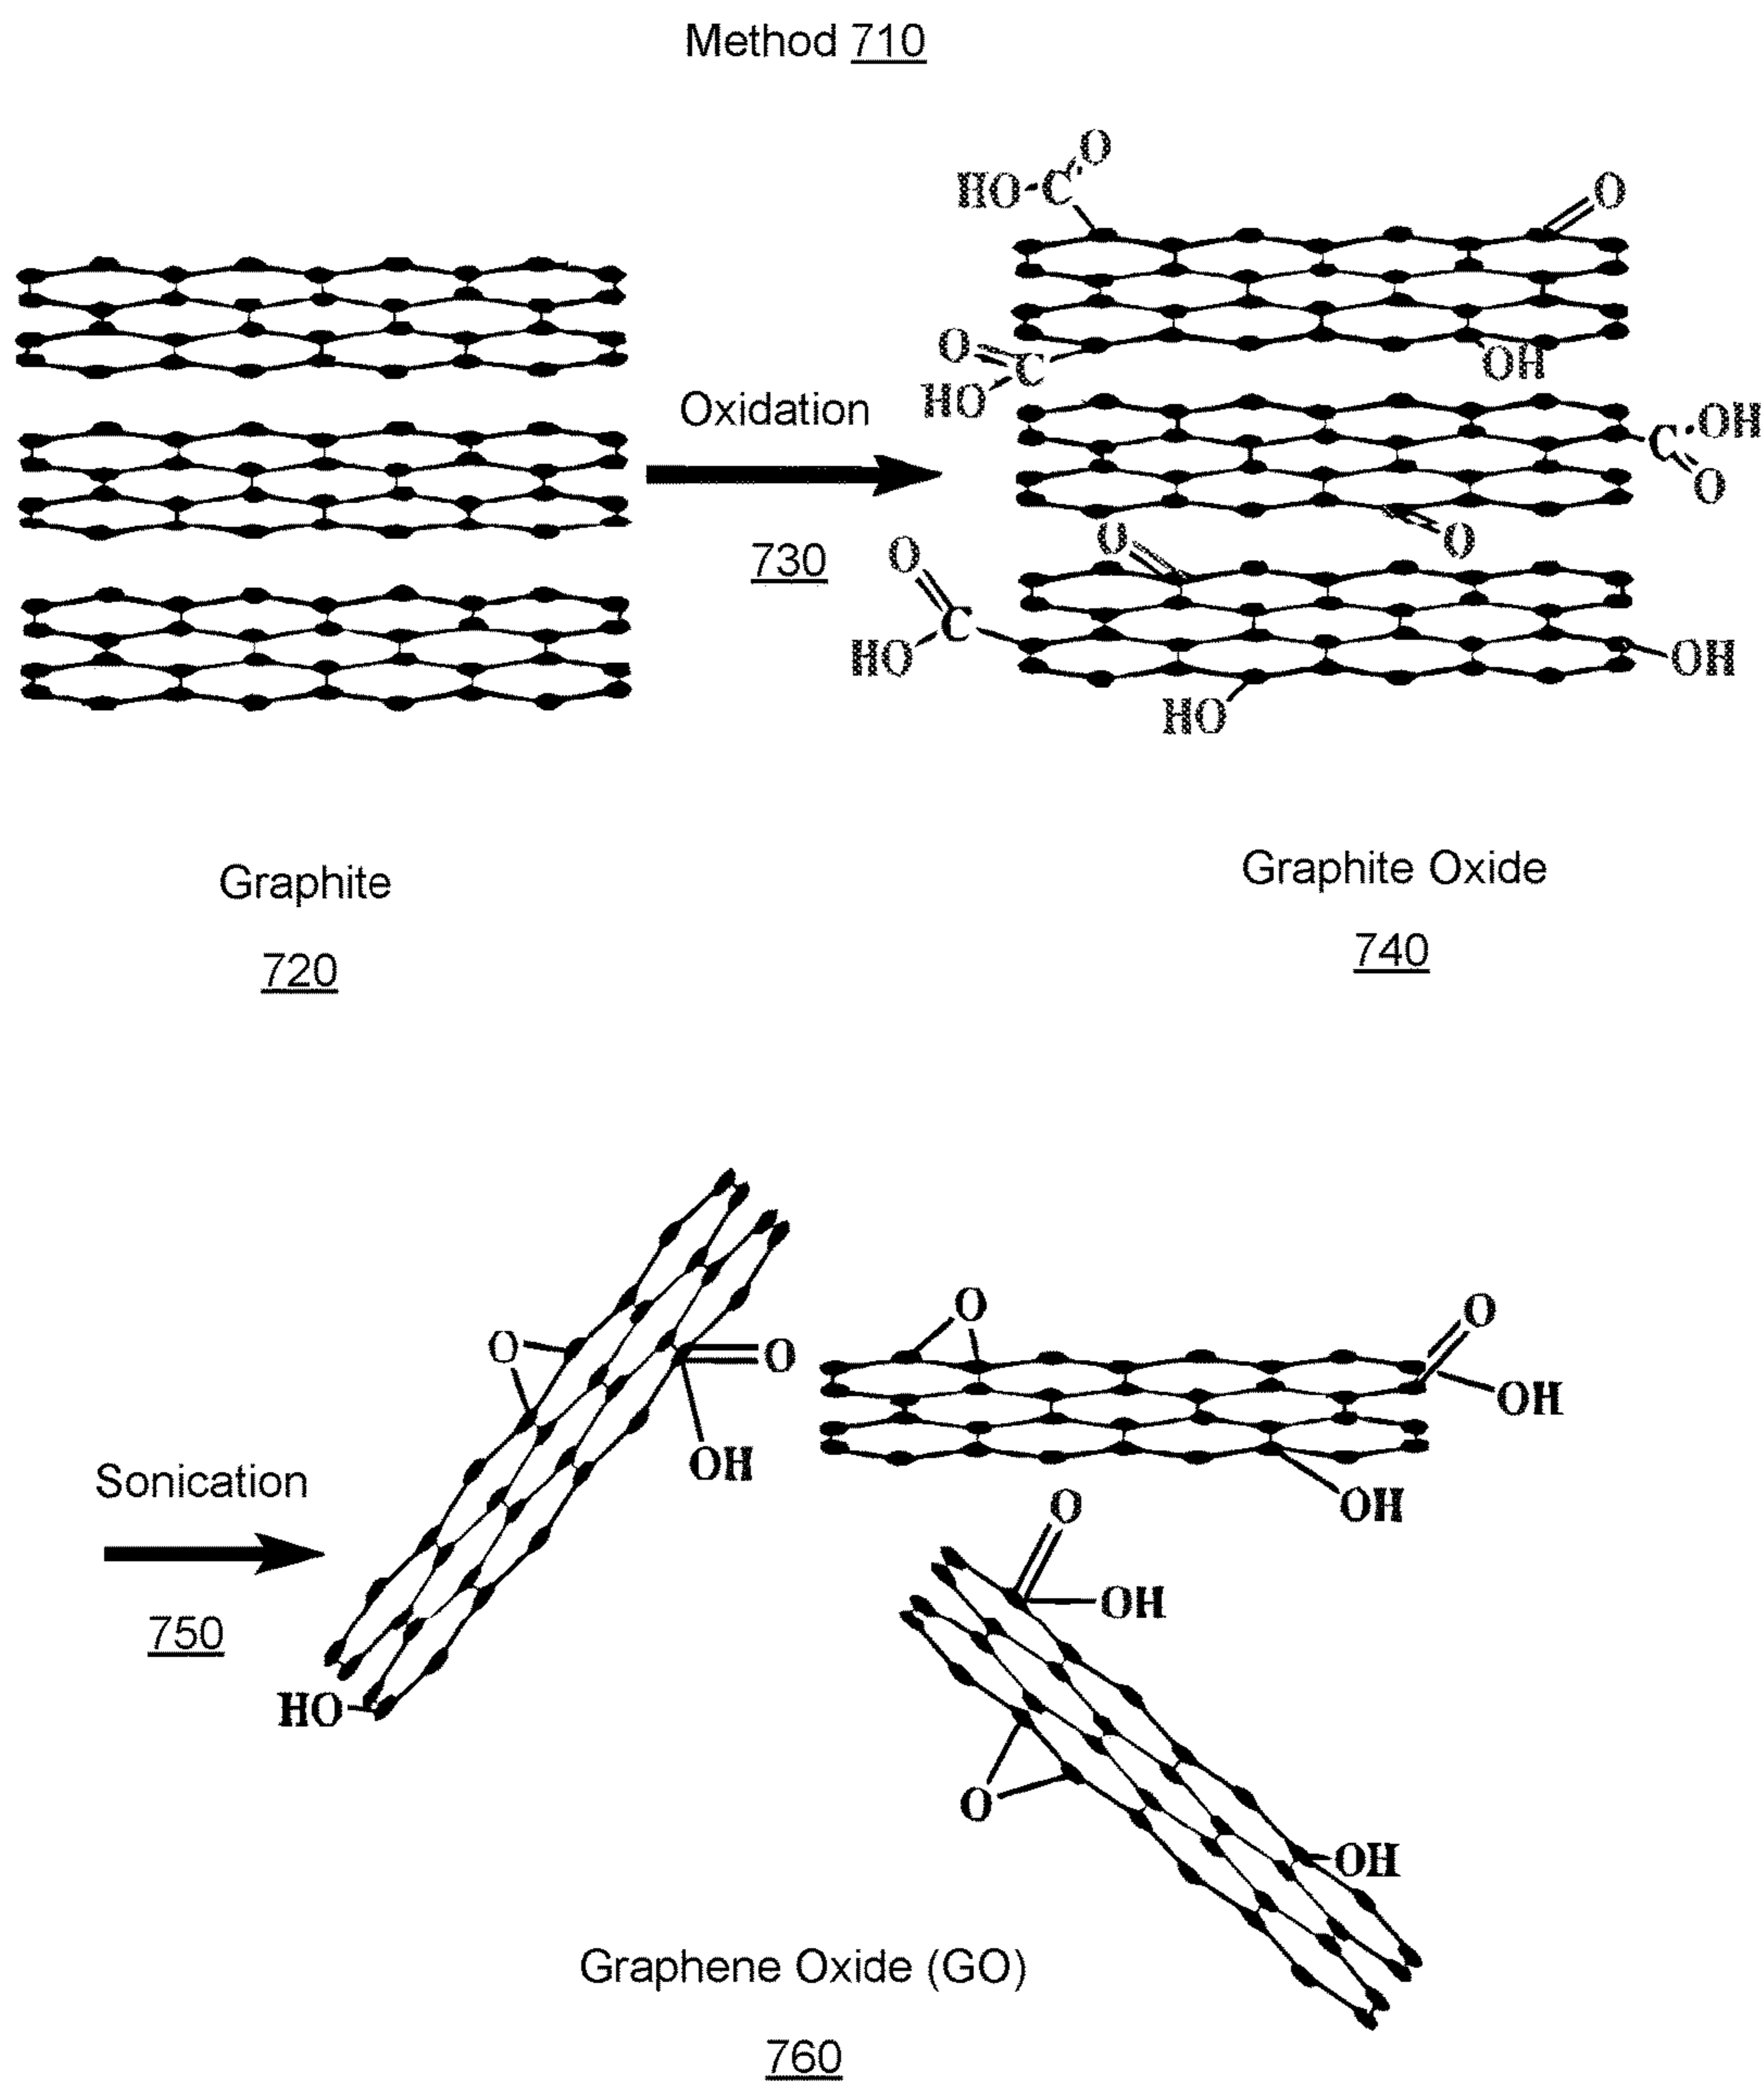 Method 710
O
HO C
O
O
C
HO
OH
Oxidation
730
C OH
O
O
O
O
C
HO
OH
HO
Graphite
720
Graphite Oxide
740
O
O
OH
O
O
OH
OH
Sonication
750
HO
O
OH
O
OH
Graphene Oxide (GO)
760